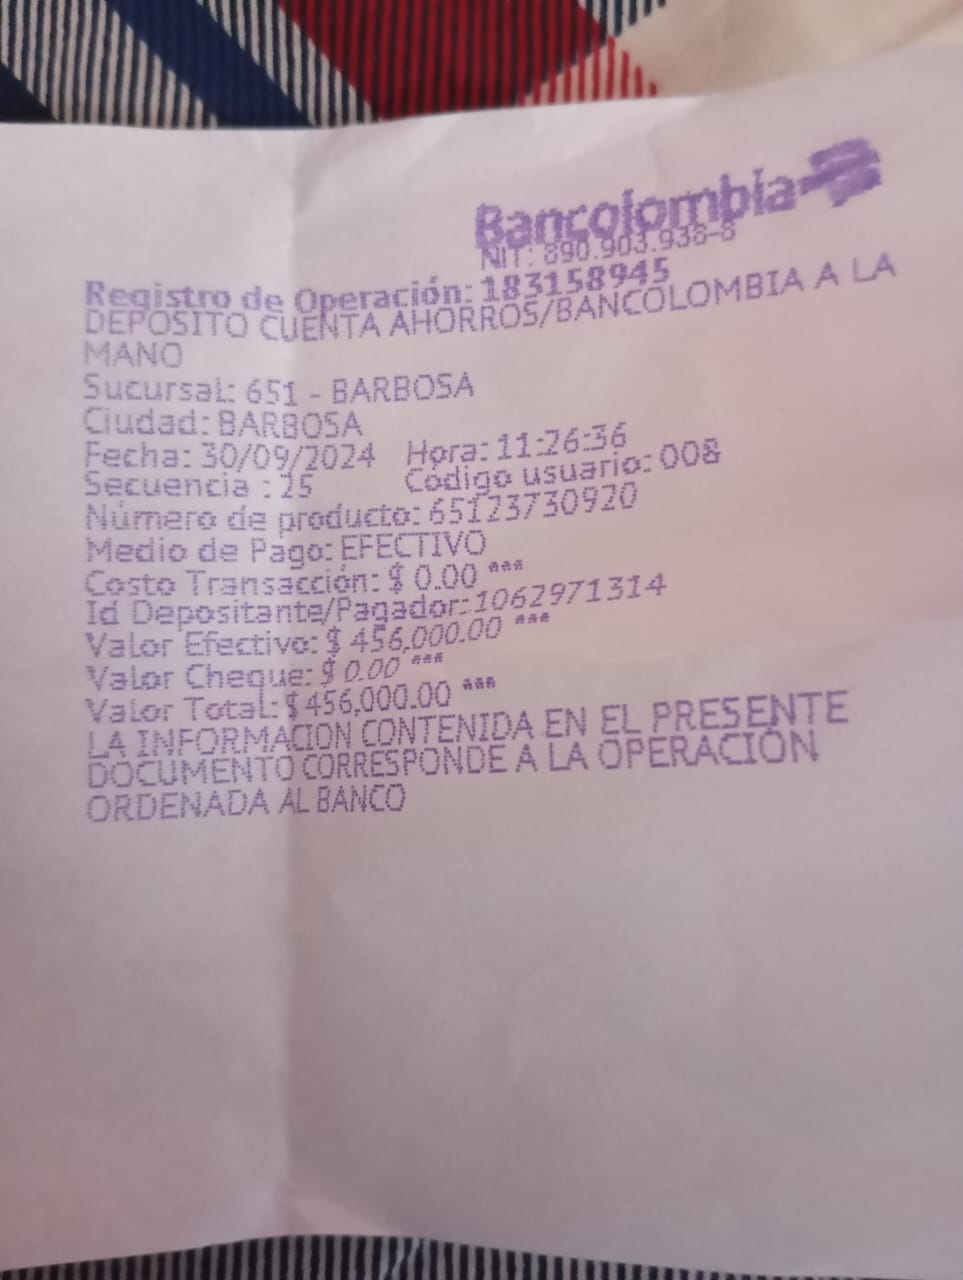 Bancolombia
NIT: 890.903.938-8
Registro de Operación: 183158945
DEPOSITO CUENTA AHORROS/BANCOLOMBIA A LA
MANO
Sucursal: 651 - BARBOSA
Ciudad: BARBOSA
Fecha: 30/09/2024 Hora: 11:26:36
Secuencia : 25 Código usuario: 008
Número de producto: 65123730920
Medio de Pago: EFECTIVO
Costo Transacción: $ 0.00 ***
Id Depositante/Pagador: 1062971314
Valor Efectivo: $ 456,000.00 ***
Valor Cheque: $ 0.00 ***
Valor Total: $ 456,000.00 ***
LA INFORMACION CONTENIDA EN EL PRESENTE
DOCUMENTO CORRESPONDE A LA OPERACIÓN
ORDENADA AL BANCO